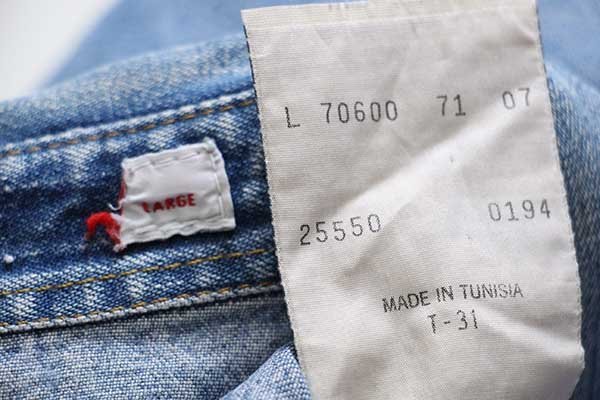 LARGE
L 70600 71 07
25550 0194
MADE IN TUNISIA
T-31